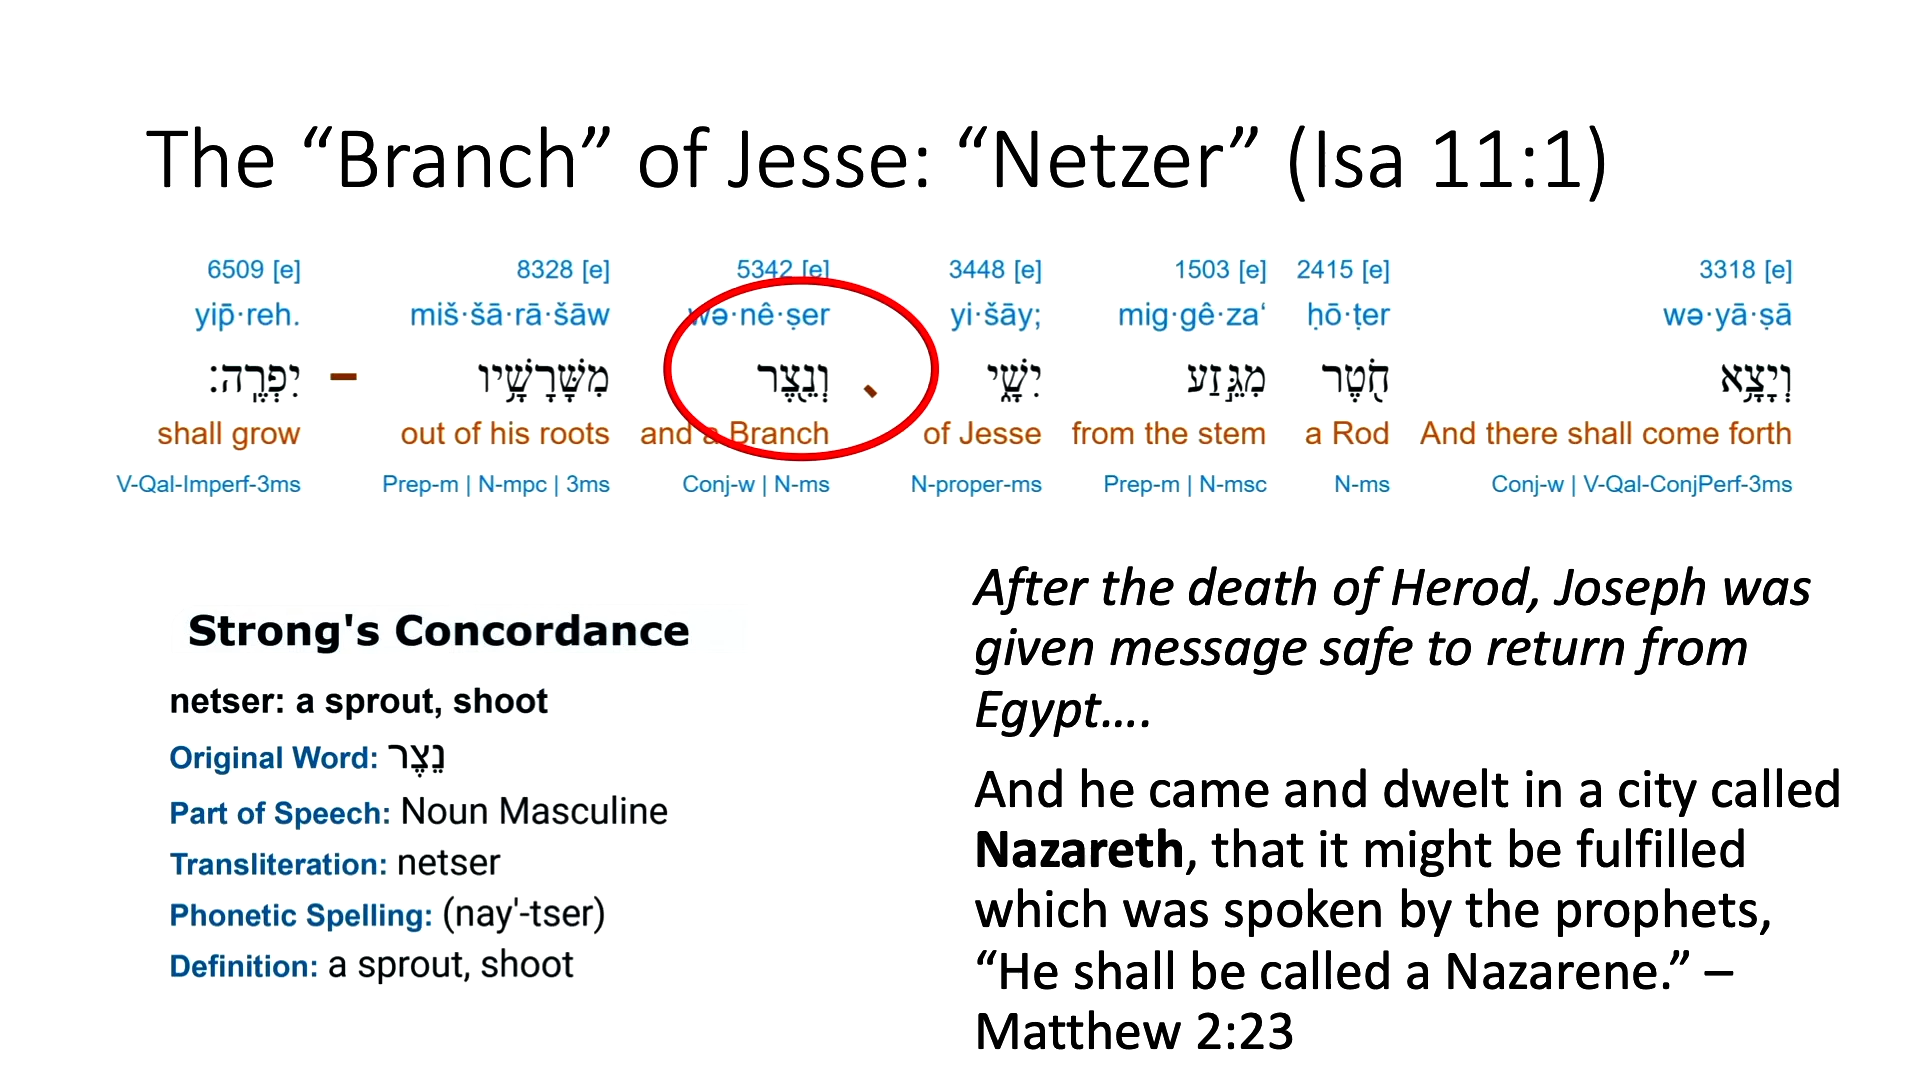 The “Branch” of Jesse: “Netzer” (Isa 11:1)
6509 [e] 8328 [e] 5342 [e] 3448 [e] 1503 [e] 2415 [e] 3318 [e]
yip̄·reh. miš·šā·rā·šāw wə·nê·ṣer yi·šāy; mig·gê·za‘ ḥō·ṭer wə·yā·ṣā
וְיָצָ֥א חֹ֖טֶר מִגֵּ֣זַע יִשָׁ֑י ، וְנֵ֖צֶר מִשָּׁרָשָׁ֥יו – יִפְרֶֽה׃
shall grow out of his roots and a Branch of Jesse from the stem a Rod And there shall come forth
V-Qal-Imperf-3ms Prep-m | N-mpc | 3ms Conj-w | N-ms N-proper-ms Prep-m | N-msc N-ms Conj-w | V-Qal-ConjPerf-3ms
Strong's Concordance
netser: a sprout, shoot
Original Word: נֵ֫צֶר
Part of Speech: Noun Masculine
Transliteration: netser
Phonetic Spelling: (nay'-tser)
Definition: a sprout, shoot
After the death of Herod, Joseph was
given message safe to return from
Egypt….
And he came and dwelt in a city called
Nazareth, that it might be fulfilled
which was spoken by the prophets,
“He shall be called a Nazarene.” –
Matthew 2:23